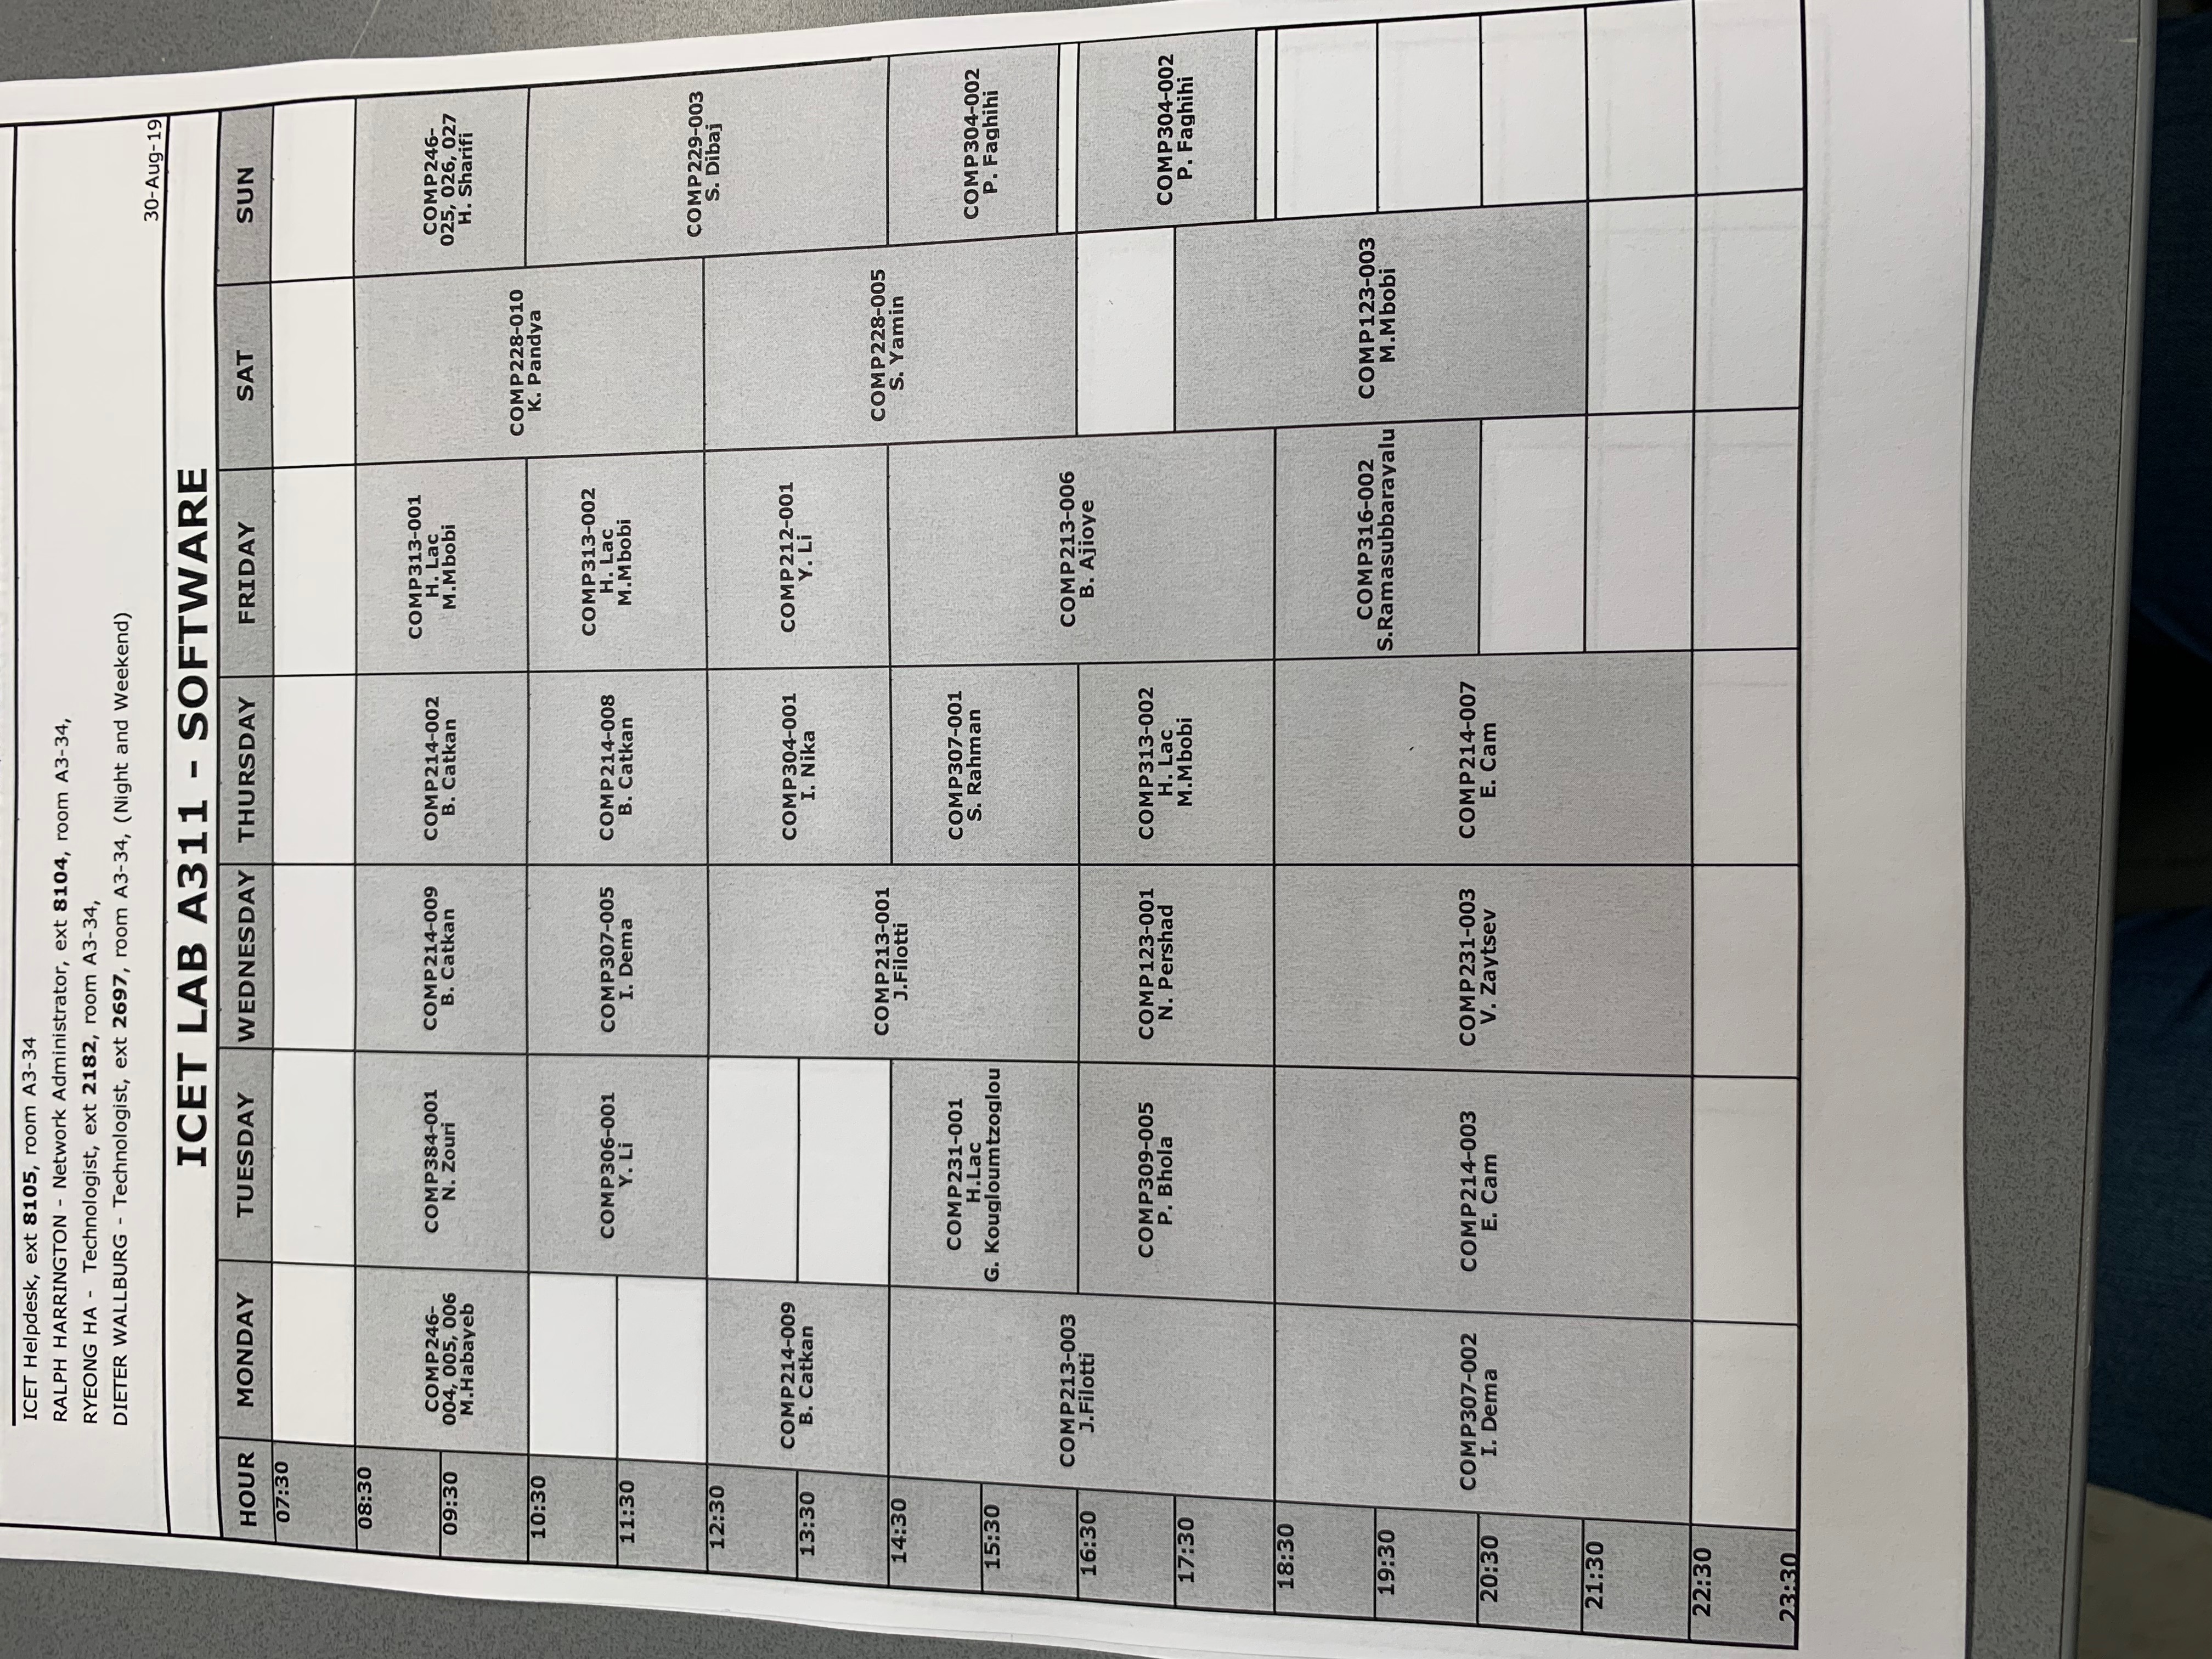 ICET Helpdesk, ext 8105, room A3-34
RALPH HARRINGTON - Network Administrator, ext 8104, room A3-34,
RYEONG HA - Technologist, ext 2182, room A3-34,
DIETER WALLBURG - Technologist, ext 2697, room A3-34, (Night and Weekend)
30-Aug-19
ICET LAB A311 - SOFTWARE
HOUR MONDAY TUESDAY WEDNESDAY THURSDAY FRIDAY SAT SUN
07:30
08:30
COMP246-
004, 005, 006
M.Habayeb
COMP384-001
N. Zouri
COMP214-009
B. Catkan
COMP214-002
B. Catkan
COMP313-001
H. Lac
M.Mbobi
COMP228-010
K. Pandya
COMP246-
025, 026, 027
H. Sharifi
09:30
10:30
COMP306-001
Y. Li
COMP307-005
I. Dema
COMP214-008
B. Catkan
COMP313-002
H. Lac
M.Mbobi
COMP229-003
S. Dibaj
11:30
12:30
COMP214-009
B. Catkan
COMP213-001
J.Filotti
COMP304-001
I. Nika
COMP212-001
Y. Li
COMP228-005
S. Yamin
13:30
14:30
COMP213-003
J.Filotti
COMP231-001
H.Lac
G. Kougloumtzoglou
COMP307-001
S. Rahman
COMP213-006
B. Ajioye
COMP304-002
P. Faghihi
15:30
16:30
COMP309-005
P. Bhola
COMP123-001
N. Pershad
COMP313-002
H. Lac
M.Mbobi
COMP304-002
P. Faghihi
17:30
COMP123-003
M.Mbobi
18:30
COMP307-002
I. Dema
COMP214-003
E. Cam
COMP231-003
V. Zaytsev
COMP214-007
E. Cam
COMP316-002
S.Ramasubbarayalu
19:30
20:30
21:30
22:30
23:30